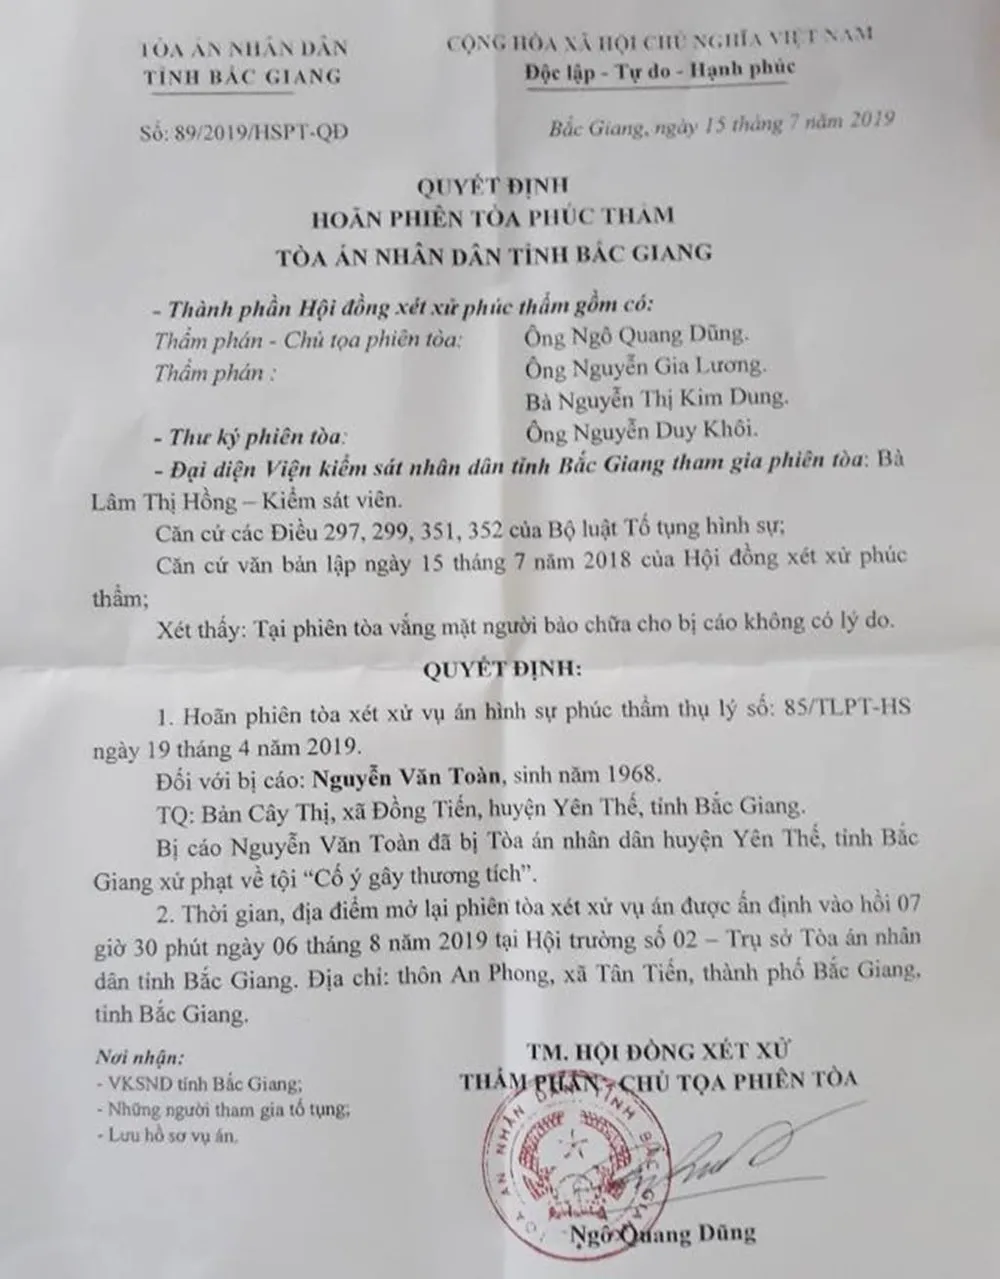 TÒA ÁN NHÂN DÂN
TỈNH BẮC GIANG
CỘNG HÒA XÃ HỘI CHỦ NGHĨA VIỆT NAM
Độc lập - Tự do - Hạnh phúc
Số: 89/2019/HSPT-QĐ
Bắc Giang, ngày 15 tháng 7 năm 2019
QUYẾT ĐỊNH
HOÃN PHIÊN TÒA PHÚC THẨM
TÒA ÁN NHÂN DÂN TỈNH BẮC GIANG
- Thành phần Hội đồng xét xử phúc thẩm gồm có:
Thẩm phán - Chủ tọa phiên tòa: Ông Ngô Quang Dũng.
Thẩm phán : Ông Nguyễn Gia Lương.
Bà Nguyễn Thị Kim Dung.
- Thư ký phiên tòa: Ông Nguyễn Duy Khôi.
- Đại diện Viện kiểm sát nhân dân tỉnh Bắc Giang tham gia phiên tòa: Bà
Lâm Thị Hồng – Kiểm sát viên.
Căn cứ các Điều 297, 299, 351, 352 của Bộ luật Tố tụng hình sự;
Căn cứ văn bản lập ngày 15 tháng 7 năm 2018 của Hội đồng xét xử phúc
thẩm;
Xét thấy: Tại phiên tòa vắng mặt người bào chữa cho bị cáo không có lý do.
QUYẾT ĐỊNH:
1. Hoãn phiên tòa xét xử vụ án hình sự phúc thẩm thụ lý số: 85/TLPT-HS
ngày 19 tháng 4 năm 2019.
Đối với bị cáo: Nguyễn Văn Toàn, sinh năm 1968.
TQ: Bản Cây Thị, xã Đồng Tiến, huyện Yên Thế, tỉnh Bắc Giang.
Bị cáo Nguyễn Văn Toàn đã bị Tòa án nhân dân huyện Yên Thế, tỉnh Bắc
Giang xử phạt về tội “Cố ý gây thương tích”.
2. Thời gian, địa điểm mở lại phiên tòa xét xử vụ án được ấn định vào hồi 07
giờ 30 phút ngày 06 tháng 8 năm 2019 tại Hội trường số 02 – Trụ sở Tòa án nhân
dân tỉnh Bắc Giang. Địa chỉ: thôn An Phong, xã Tân Tiến, thành phố Bắc Giang,
tỉnh Bắc Giang.
Nơi nhận:
- VKSND tỉnh Bắc Giang;
- Những người tham gia tố tụng;
- Lưu hồ sơ vụ án.
TM. HỘI ĐỒNG XÉT XỬ
THẨM PHÁN - CHỦ TỌA PHIÊN TÒA
TÒA ÁN NHÂN DÂN TỈNH BẮC GIANG
Ngô Quang Dũng